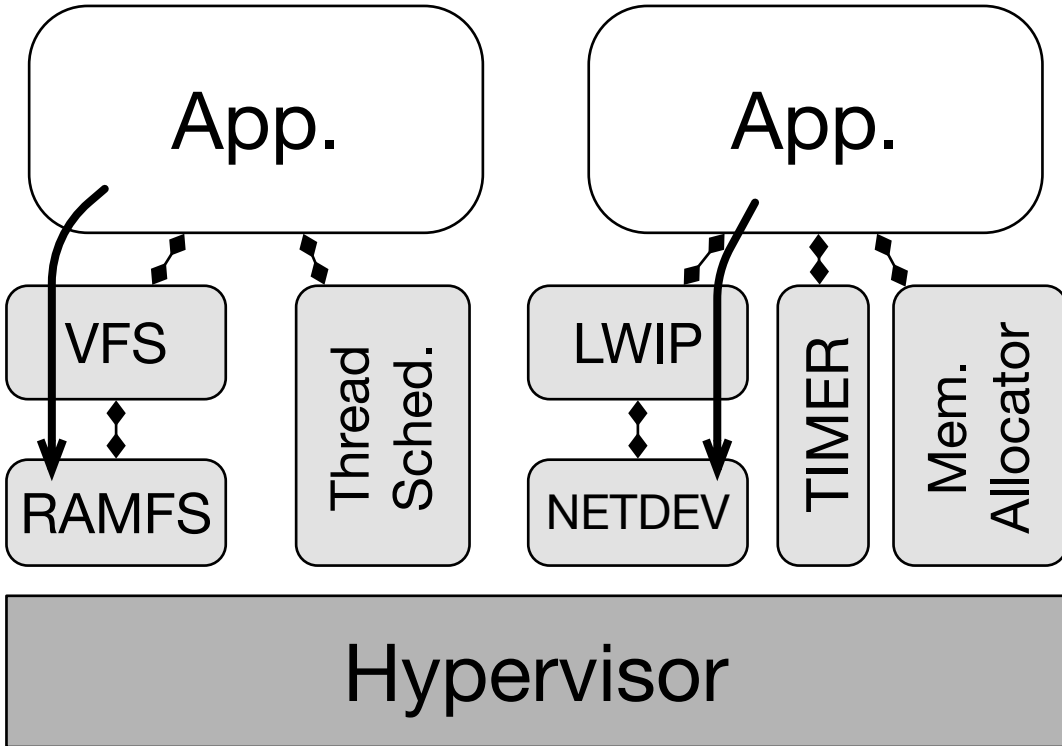 App.
App.
VFS
Thread
Sched.
LWIP
TIMER
Mem.
Allocator
RAMFS
NETDEV
Hypervisor